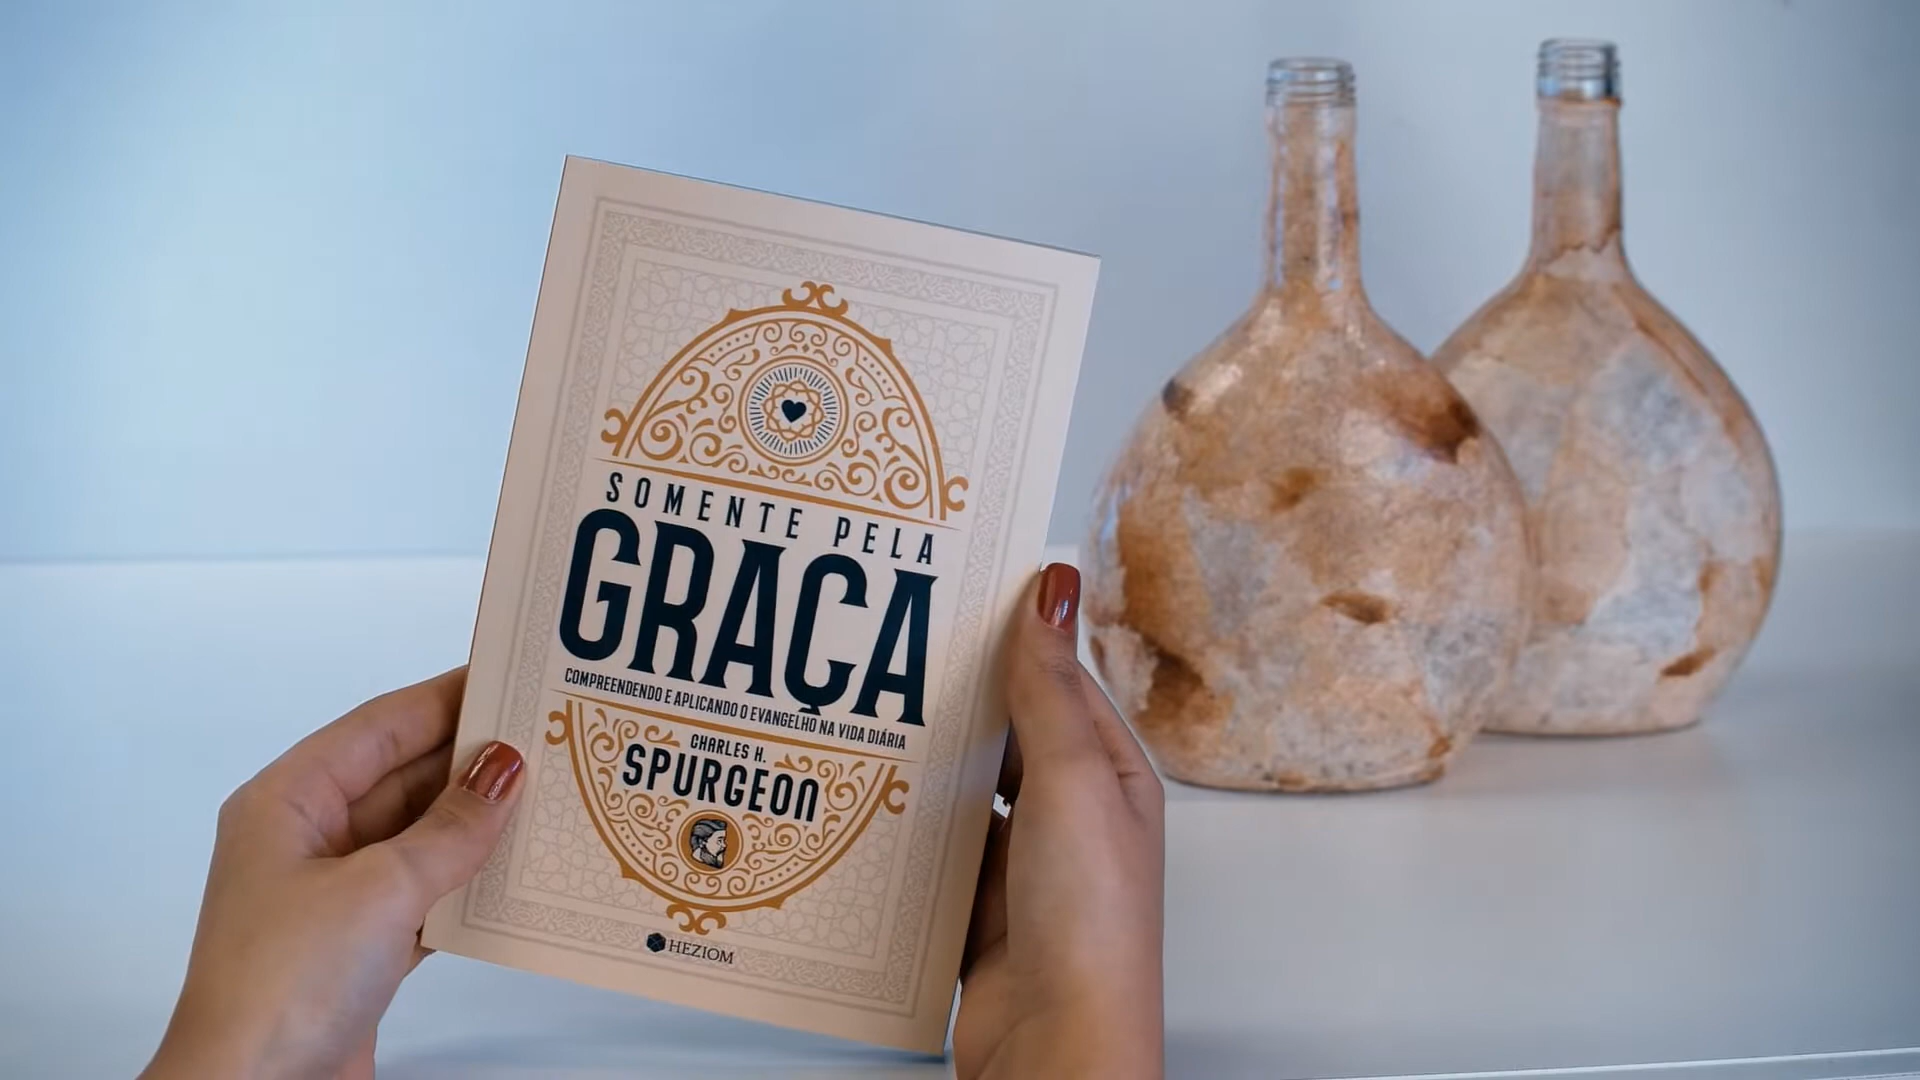 SOMENTE PELA
GRAÇA
COMPREENDENDO E APLICANDO O EVANGELHO NA VIDA DIÁRIA
CHARLES H.
SPURGEON
HEZIOM